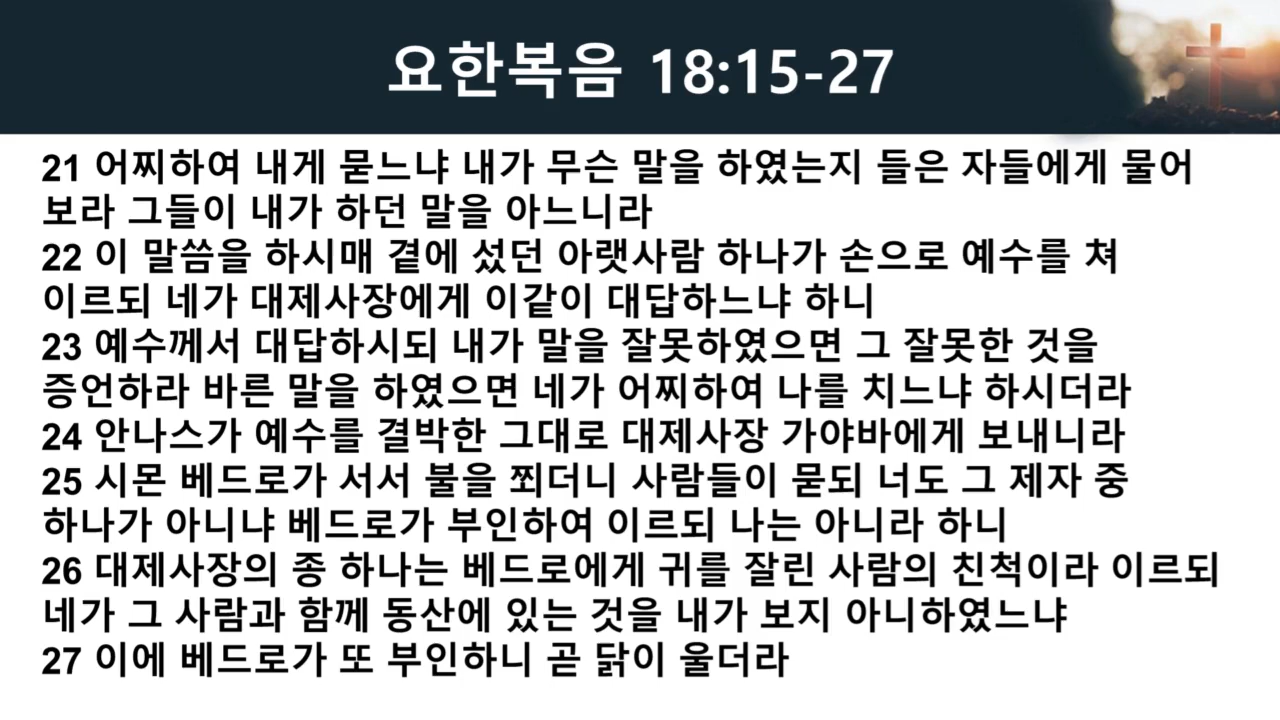 요한복음 18:15-27
21 어찌하여 내게 묻느냐 내가 무슨 말을 하였는지 들은 자들에게 물어
보라 그들이 내가 하던 말을 아느니라
22 이 말씀을 하시매 곁에 섰던 아랫사람 하나가 손으로 예수를 쳐
이르되 네가 대제사장에게 이같이 대답하느냐 하니
23 예수께서 대답하시되 내가 말을 잘못하였으면 그 잘못한 것을
증언하라 바른 말을 하였으면 네가 어찌하여 나를 치느냐 하시더라
24 안나스가 예수를 결박한 그대로 대제사장 가야바에게 보내니라
25 시몬 베드로가 서서 불을 쬐더니 사람들이 묻되 너도 그 제자 중
하나가 아니냐 베드로가 부인하여 이르되 나는 아니라 하니
26 대제사장의 종 하나는 베드로에게 귀를 잘린 사람의 친척이라 이르되
네가 그 사람과 함께 동산에 있는 것을 내가 보지 아니하였느냐
27 이에 베드로가 또 부인하니 곧 닭이 울더라